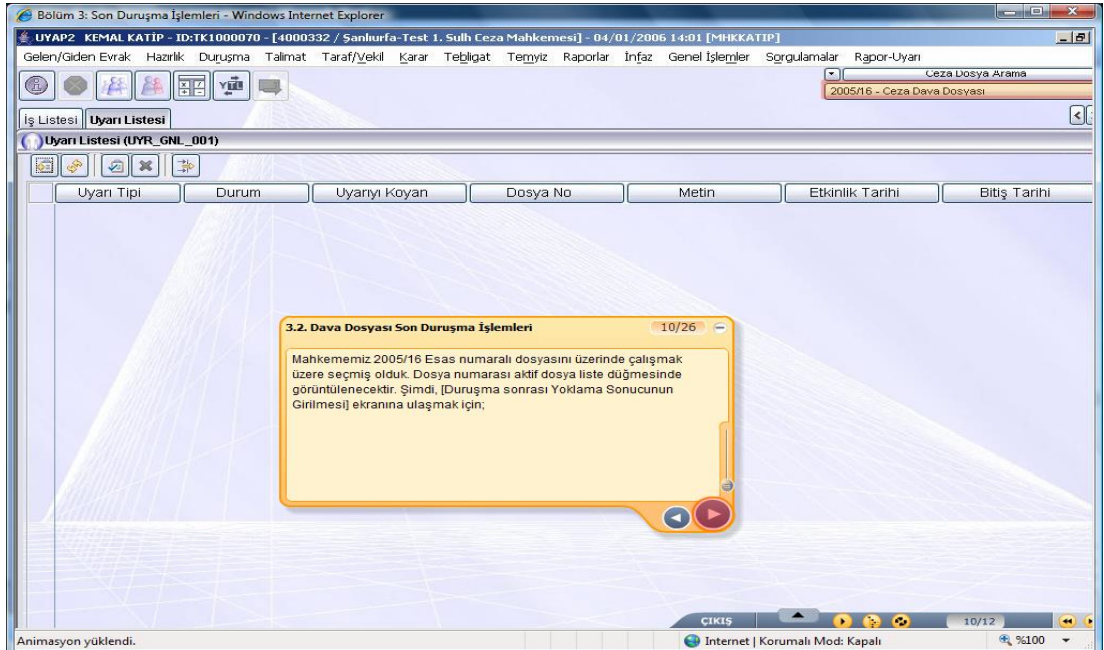 Bölüm 3: Son Duruşma İşlemleri - Windows Internet Explorer
UYAP2 KEMAL KATİP - ID:TK1000070 - [4000332 / Şanlıurfa-Test 1. Sulh Ceza Mahkemesi] - 04/01/2006 14:01 [MHKKATIP]
Gelen/Giden Evrak Hazırlık Duruşma Talimat Taraf/Vekil Karar Tebligat Temyiz Raporlar İnfaz Genel İşlemler Sorgulamalar Rapor-Uyarı
Ceza Dosya Arama
2005/16 - Ceza Dava Dosyası
İş Listesi Uyarı Listesi
Uyarı Listesi (UYR_GNL_001)
Uyarı Tipi Durum Uyarıyı Koyan Dosya No Metin Etkinlik Tarihi Bitiş Tarihi
3.2. Dava Dosyası Son Duruşma İşlemleri 10/26
Mahkememiz 2005/16 Esas numaralı dosyasını üzerinde çalışmak
üzere seçmiş olduk. Dosya numarası aktif dosya liste düğmesinde
görüntülenecektir. Şimdi, [Duruşma sonrası Yoklama Sonucunun
Girilmesi] ekranına ulaşmak için;
ÇIKIŞ 10/12
Animasyon yüklendi. Internet | Korumalı Mod: Kapalı %100